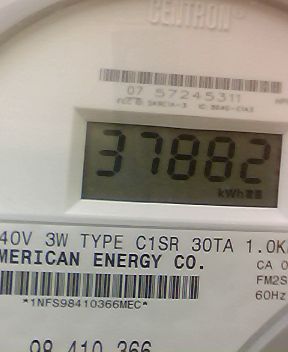 CENTRON®
07 57245311
37882
kWh
40V 3W TYPE C1SR 30TA 1.0K
MERICAN ENERGY CO.
CA 0
FM2S
*1NFS98410366MEC*
60Hz
98 410 366